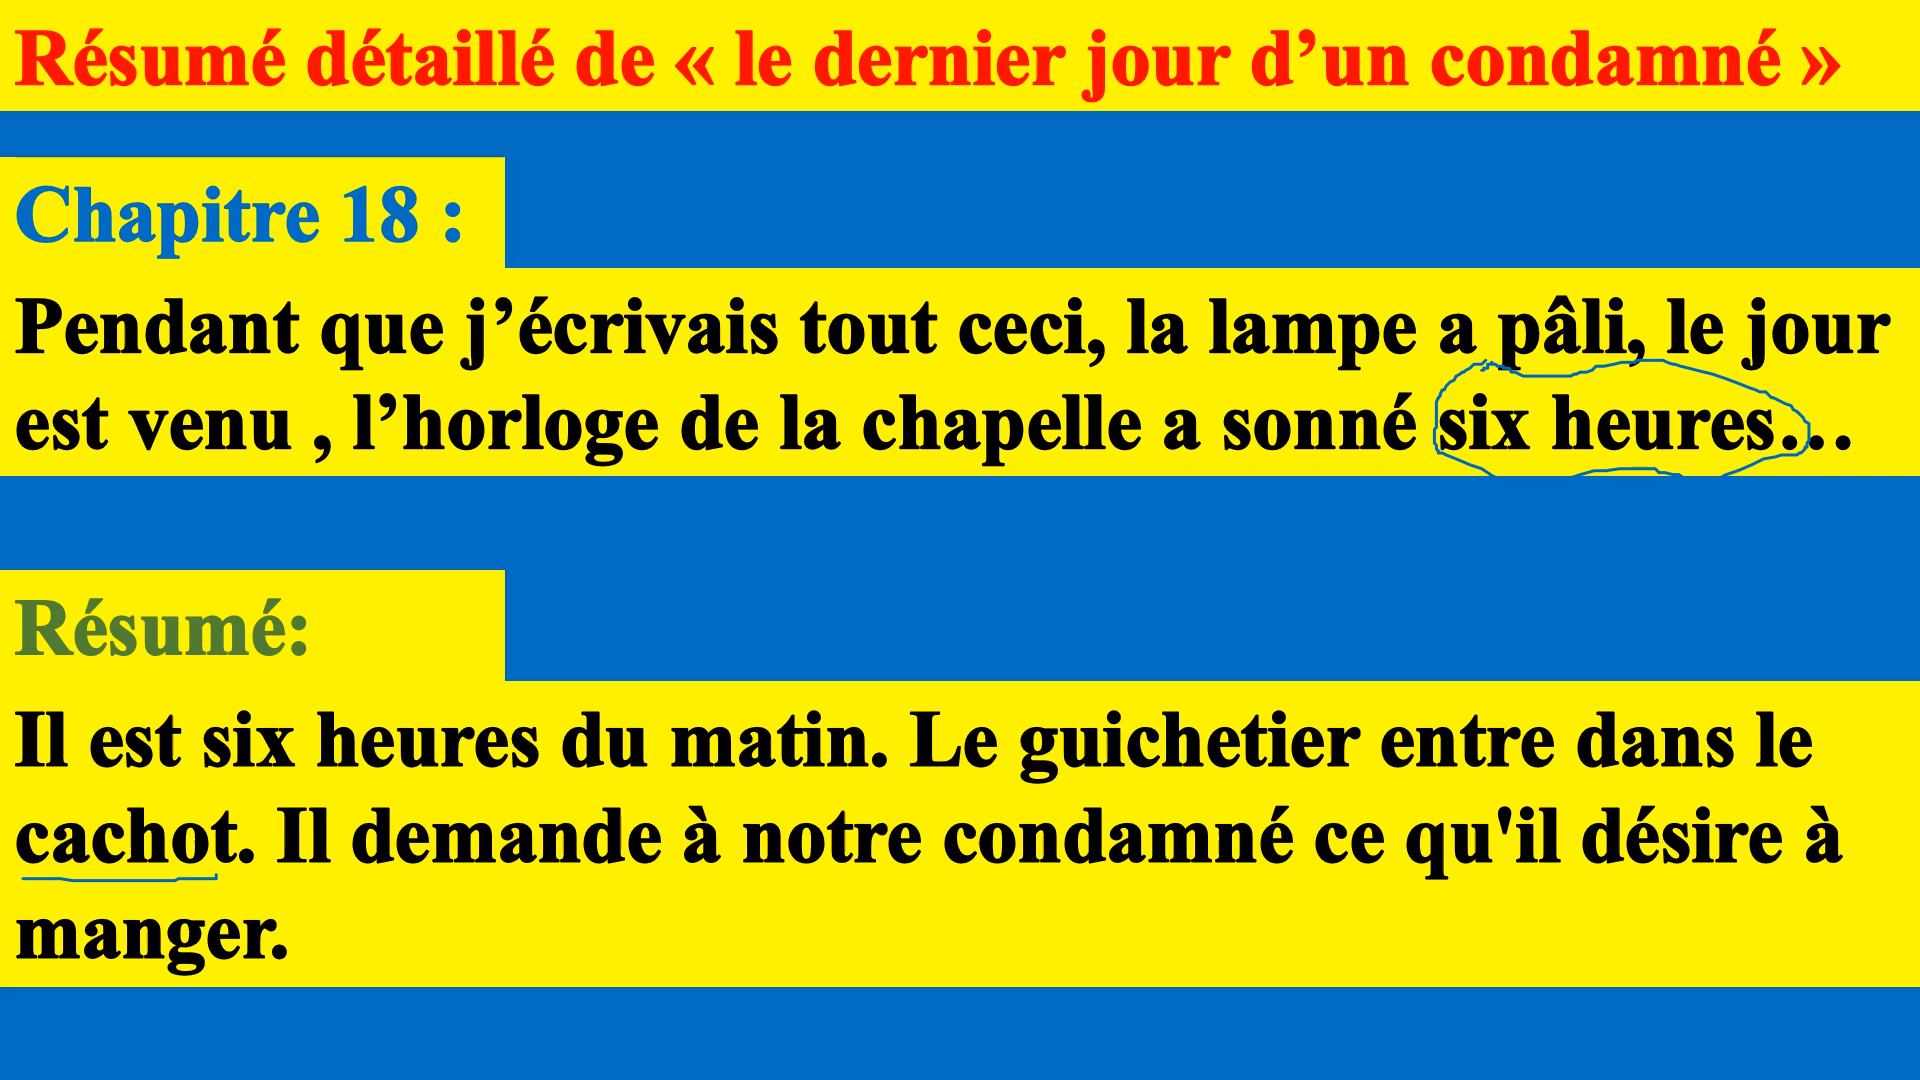 Résumé détaillé de « le dernier jour d’un condamné »
Chapitre 18 :
Pendant que j’écrivais tout ceci, la lampe a pâli, le jour
est venu , l’horloge de la chapelle a sonné six heures…
Résumé:
Il est six heures du matin. Le guichetier entre dans le
cachot. Il demande à notre condamné ce qu'il désire à
manger.